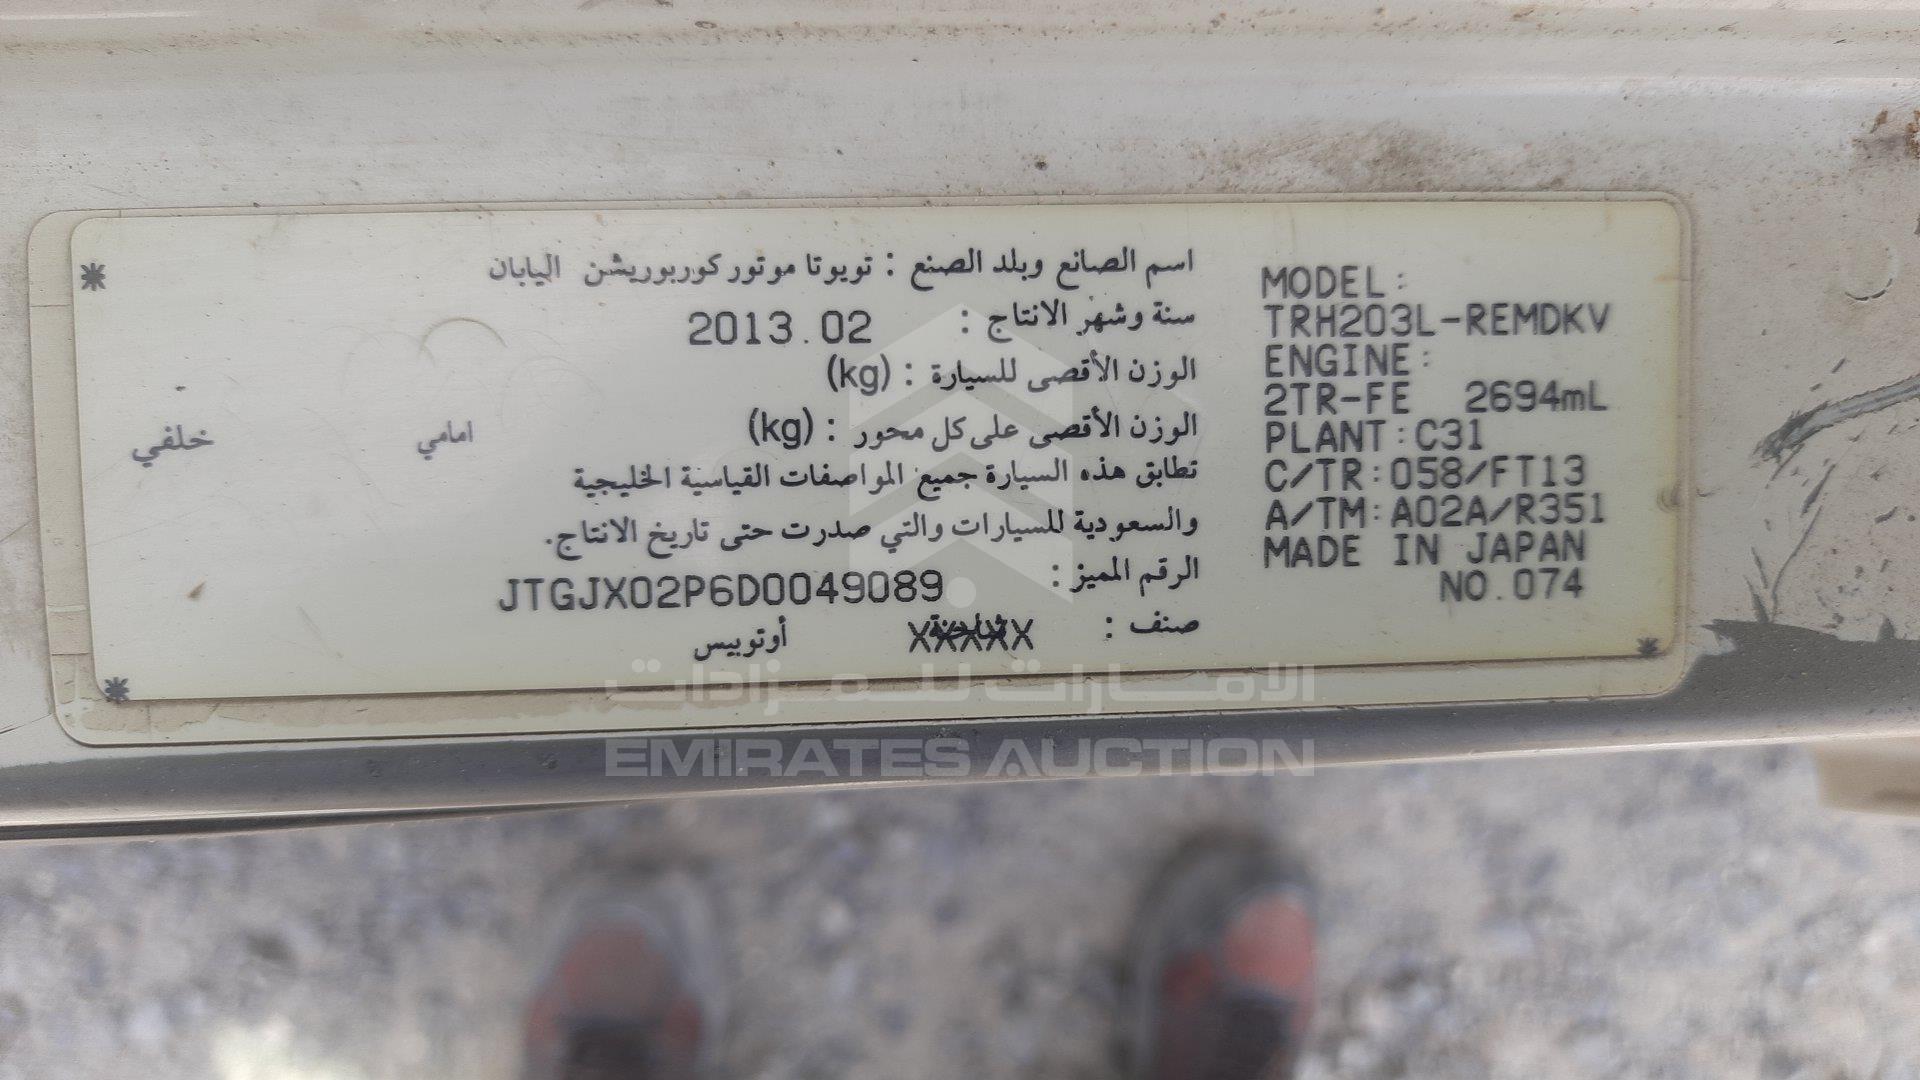 اسم الصانع وبلد الصنع : تويوتا موتور كوربوريشن اليابان
سنة وشهر الانتاج : 2013.02
الوزن الأقصى للسيارة : (kg)
الوزن الأقصى على كل محور : (kg) امامي خلفي
تطابق هذه السيارة جميع المواصفات القياسية الخليجية
والسعودية للسيارات والتي صدرت حتى تاريخ الانتاج.
الرقم المميز : JTGJX02P6D0049089
صنف : XXXXX أوتوبيس
MODEL:
TRH203L-REMDKV
ENGINE:
2TR-FE 2694mL
PLANT:C31
C/TR:058/FT13
A/TM:A02A/R351
MADE IN JAPAN
NO.074
الامارات للمزادات
EMIRATES AUCTION